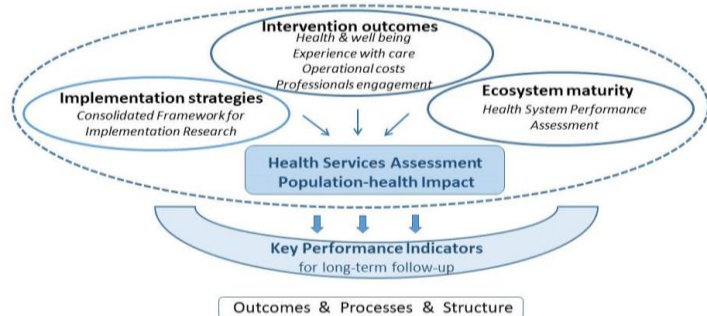 Intervention outcomes
Health & well being
Experience with care
Operational costs
Professionals engagement
Implementation strategies
Consolidated Framework for
Implementation Research
Ecosystem maturity
Health System Performance
Assessment
Health Services Assessment
Population-health Impact
Key Performance Indicators
for long-term follow-up
Outcomes & Processes & Structure